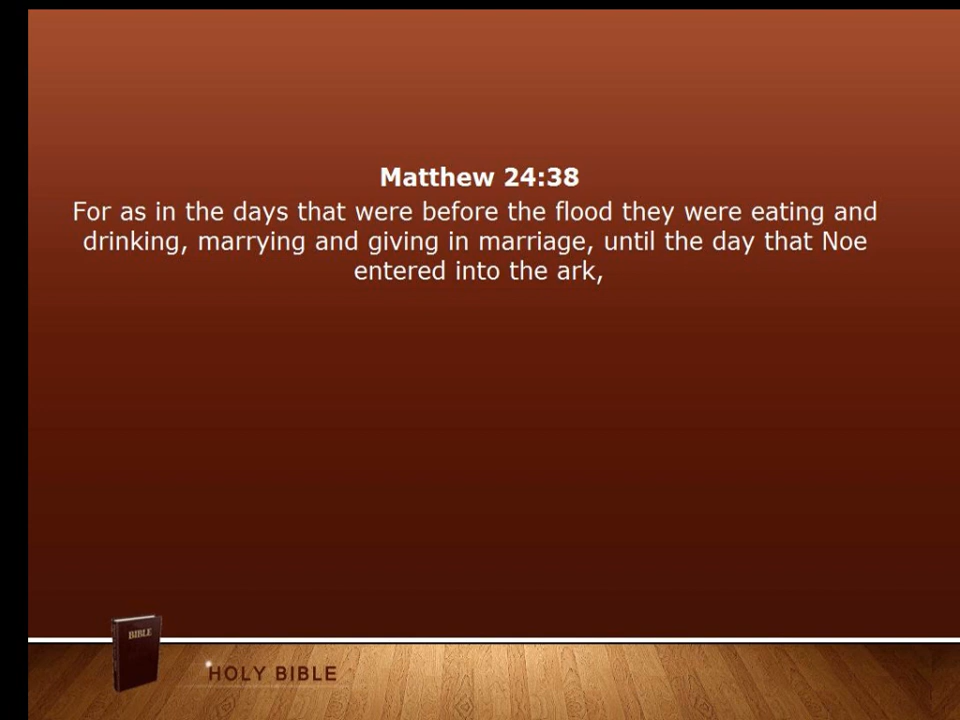 Matthew 24:38
For as in the days that were before the flood they were eating and
drinking, marrying and giving in marriage, until the day that Noe
entered into the ark,
BIBLE
HOLY BIBLE